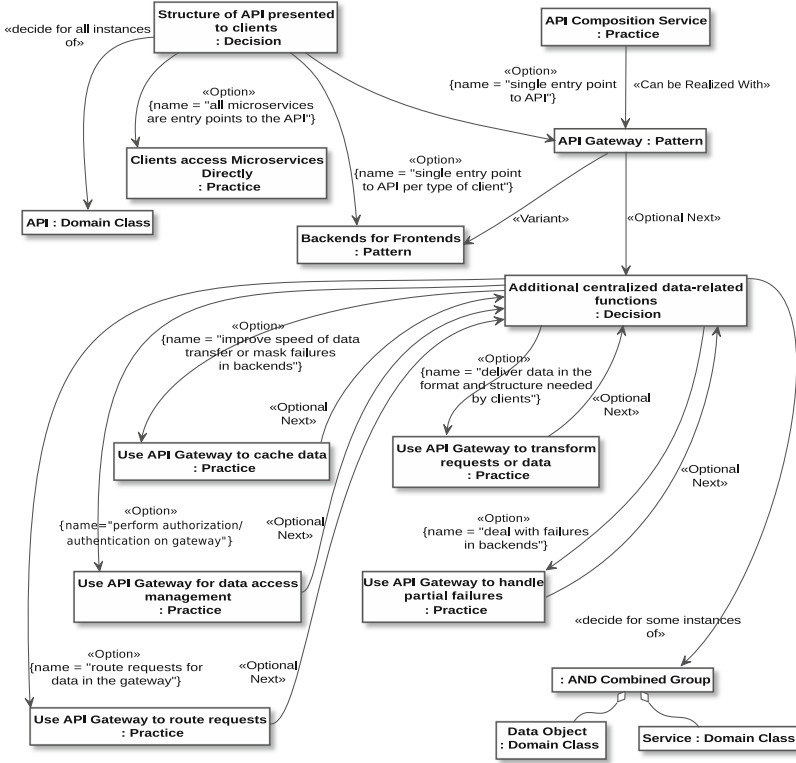 Structure of API presented
to clients
: Decision
API Composition Service
: Practice
«decide for all instances
of»
«Option»
{name = "all microservices
are entry points to the API"}
«Option»
{name = "single entry point
to API"}
«Can be Realized With»
API Gateway : Pattern
Clients access Microservices
Directly
: Practice
«Option»
{name = "single entry point
to API per type of client"}
API : Domain Class
«Variant»
«Optional Next»
Backends for Frontends
: Pattern
Additional centralized data-related
functions
: Decision
«Option»
{name = "improve speed of data
transfer or mask failures
in backends"}
«Option»
{name = "deliver data in the
format and structure needed
by clients"}
«Optional
Next»
«Optional
Next»
Use API Gateway to cache data
: Practice
Use API Gateway to transform
requests or data
: Practice
«Optional
Next»
«Option»
{name="perform authorization/
authentication on gateway"}
«Optional
Next»
«Option»
{name = "deal with failures
in backends"}
Use API Gateway for data access
management
: Practice
Use API Gateway to handle
partial failures
: Practice
«decide for some instances
of»
«Option»
{name = "route requests for
data in the gateway"}
«Optional
Next»
: AND Combined Group
Use API Gateway to route requests
: Practice
Data Object
: Domain Class
Service : Domain Class